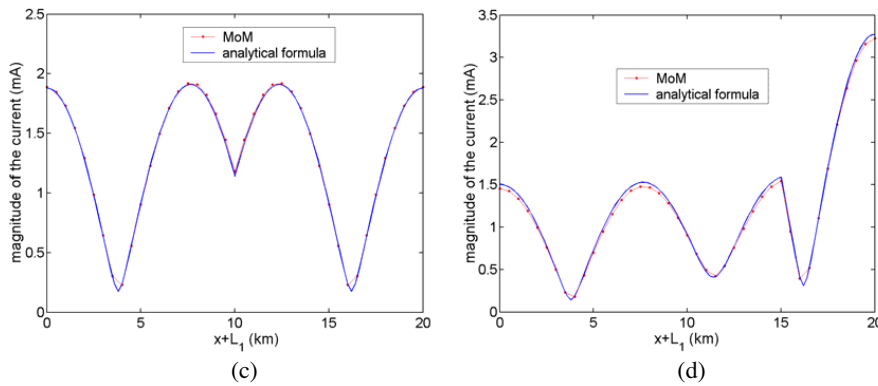 2.5
2
1.5
1
0.5
0
magnitude of the current (mA)
MoM
analytical formula
0 5 10 15 20
x+L1 (km)
(c)
3.5
3
2.5
2
1.5
1
0.5
0
magnitude of the current (mA)
MoM
analytical formula
0 5 10 15 20
x+L1 (km)
(d)